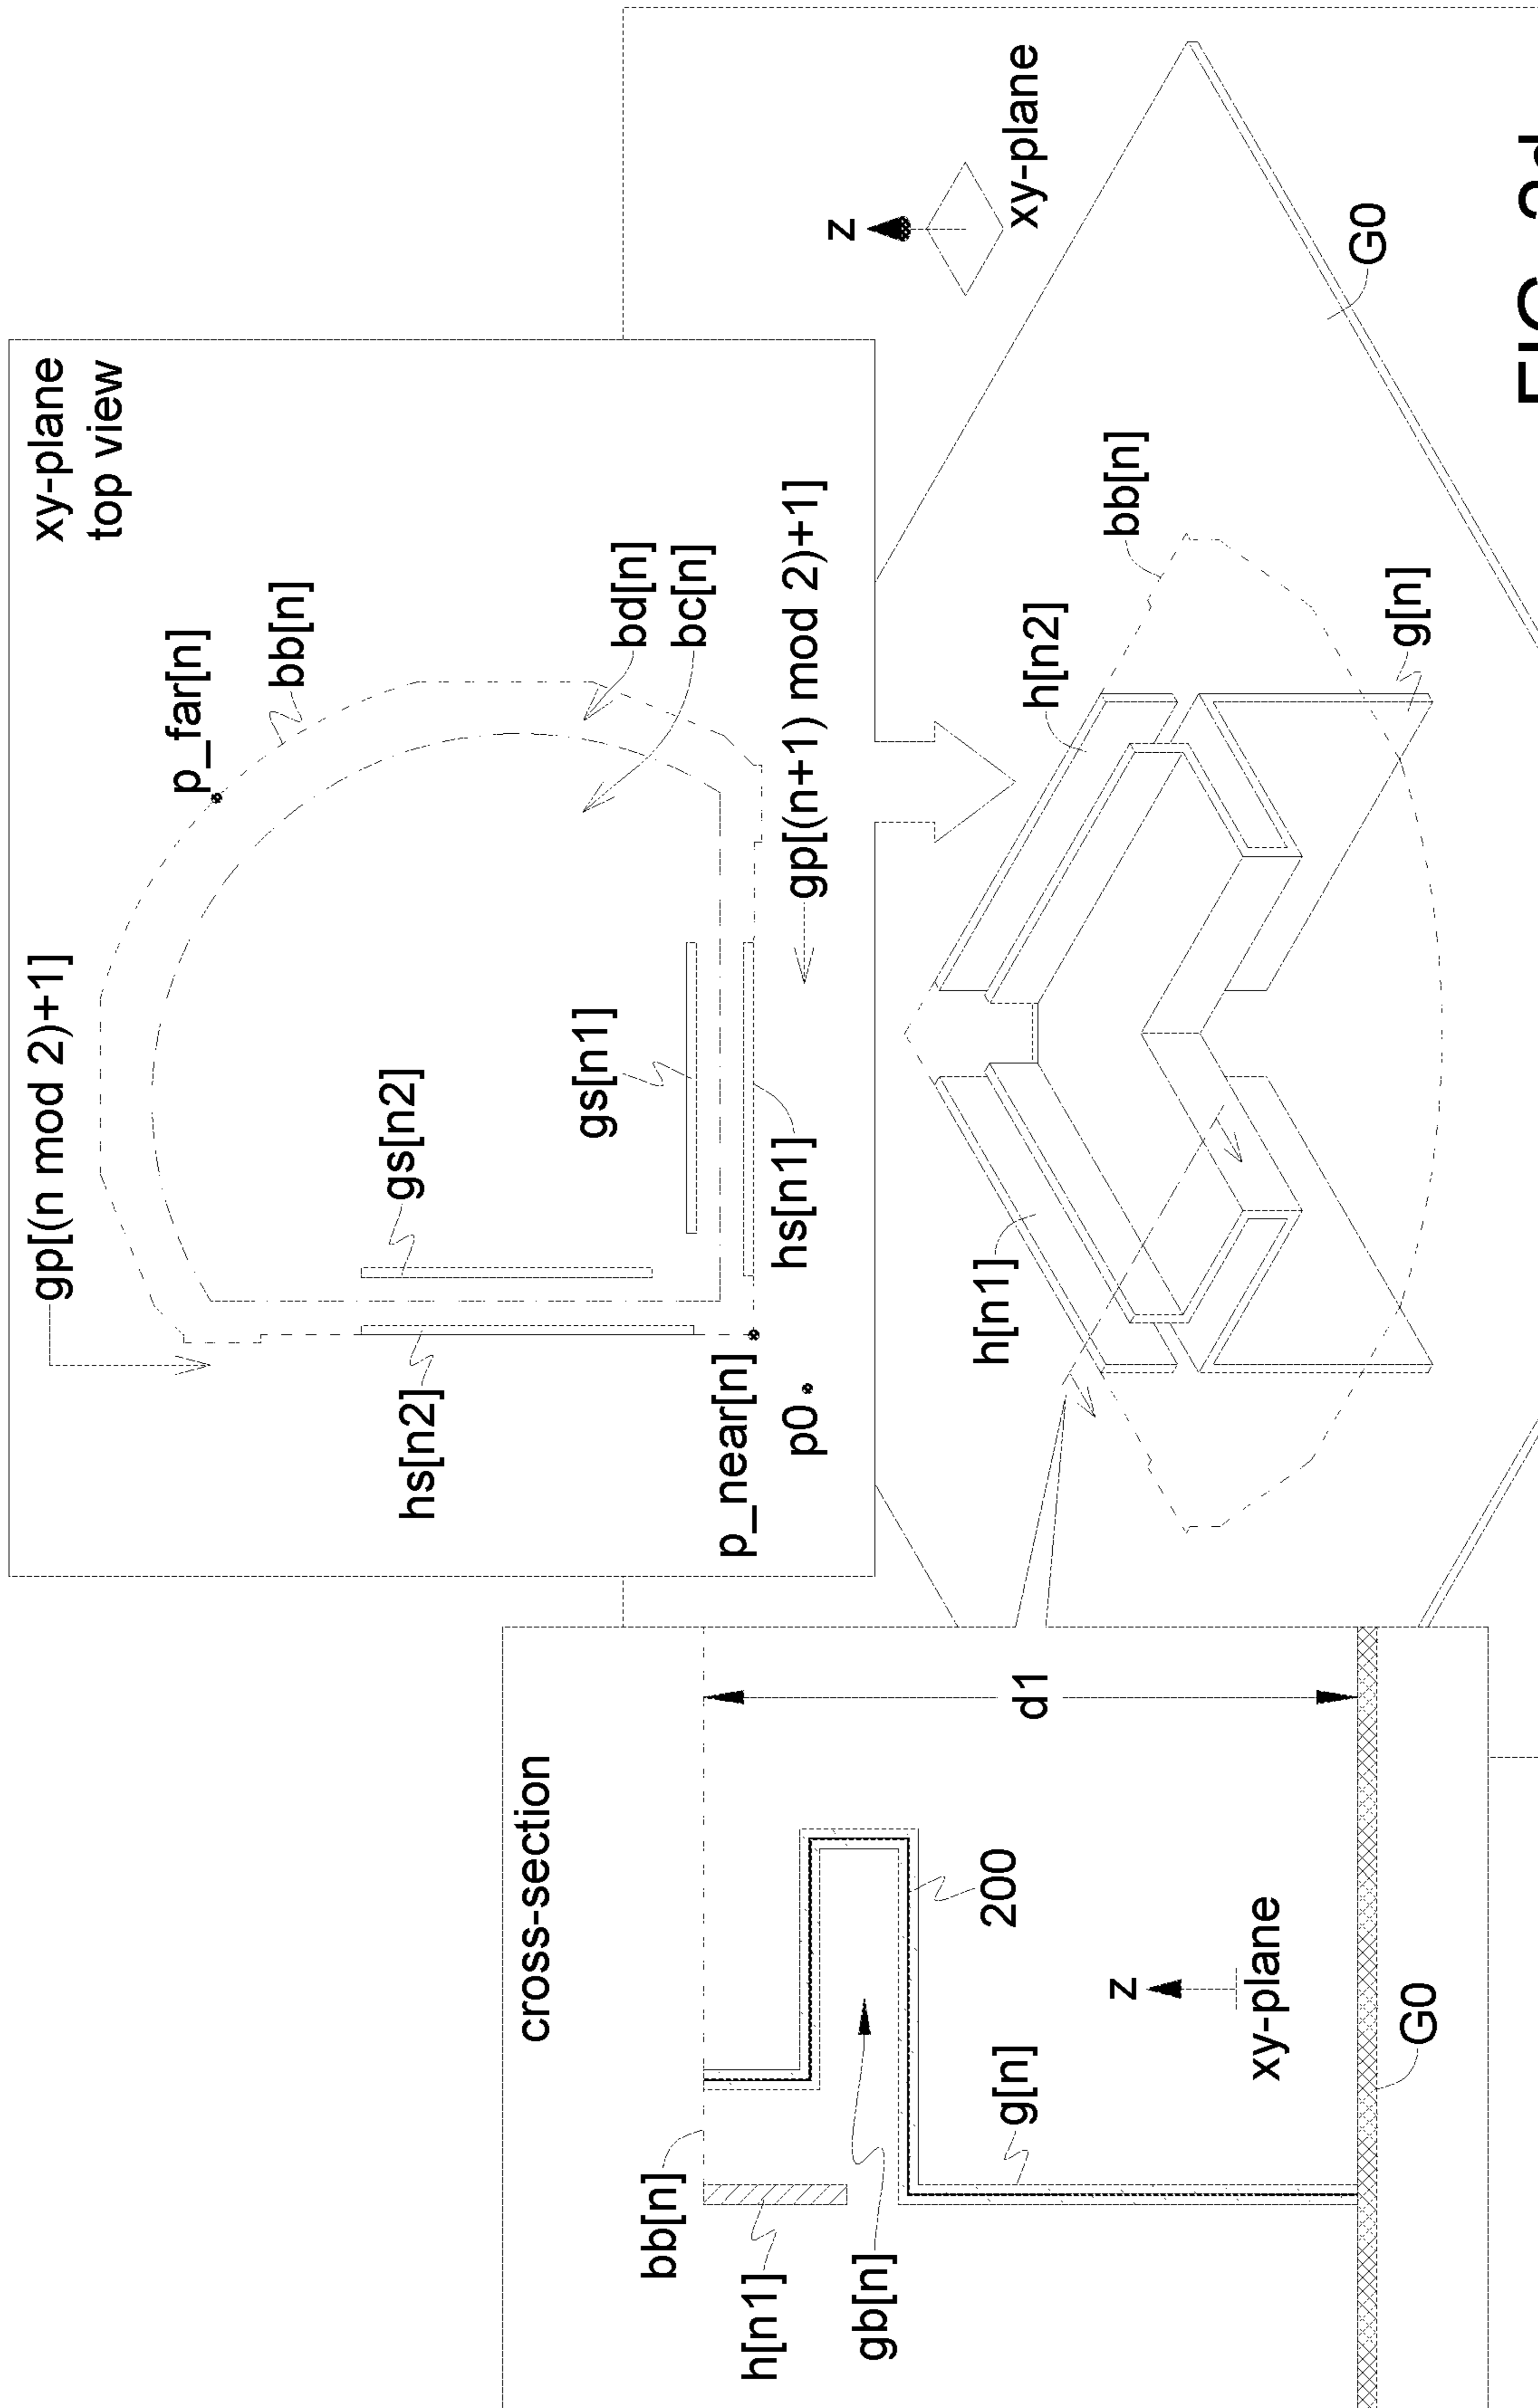 xy-plane
top view
gp[(n mod 2)+1]
p_far[n]
bb[n]
gs[n2]
bd[n]
hs[n2]
gs[n1]
bc[n]
p_near[n]
hs[n1]
p0
gp[(n+1) mod 2)+1]
cross-section
bb[n]
h[n1]
gb[n]
200
d1
g[n]
z
xy-plane
G0
z
xy-plane
h[n1]
h[n2]
bb[n]
g[n]
G0